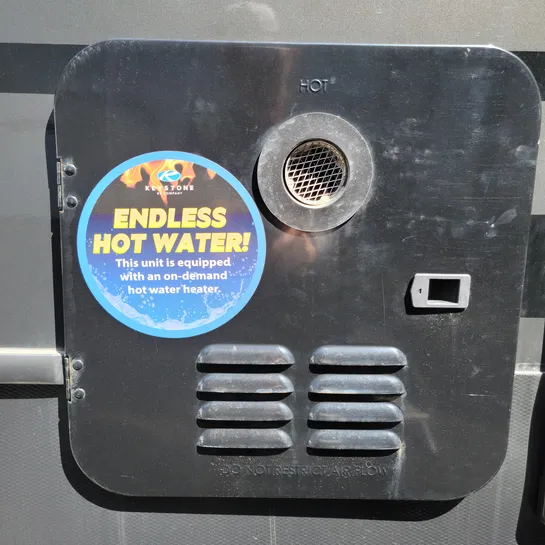 HOT
KEYSTONE
RV COMPANY
ENDLESS
HOT WATER!
This unit is equipped
with an on-demand
hot water heater.
DO NOT RESTRICT AIR FLOW